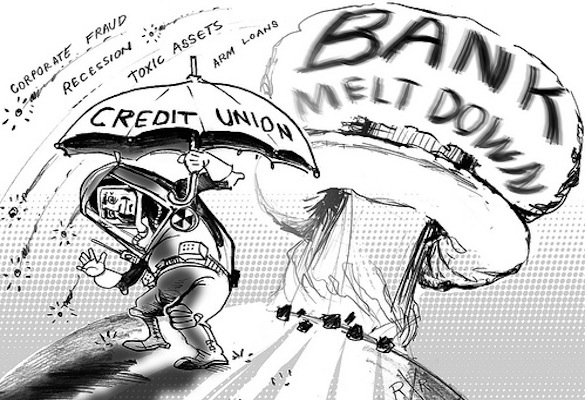 CORPORATE FRAUD
RECESSION
TOXIC ASSETS
ARM LOANS
CREDIT UNION
BANK
MELT DOWN